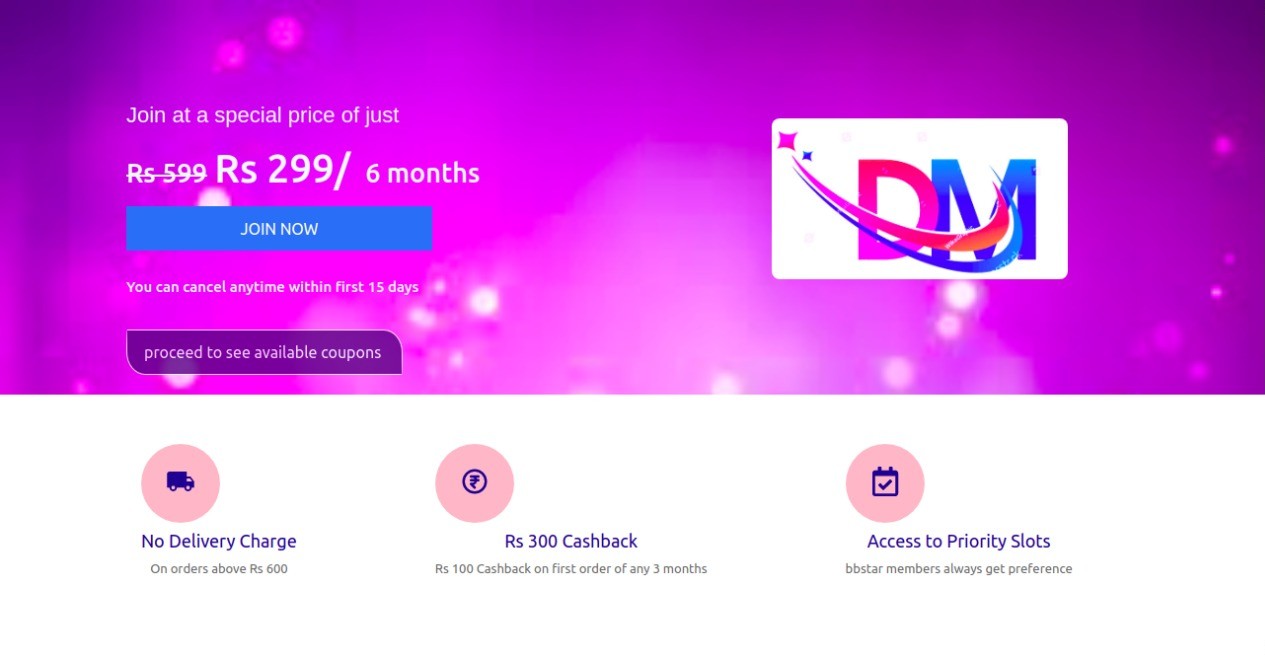 Join at a special price of just
Rs 599 Rs 299/ 6 months
JOIN NOW
You can cancel anytime within first 15 days
proceed to see available coupons
DM
No Delivery Charge
On orders above Rs 600
Rs 300 Cashback
Rs 100 Cashback on first order of any 3 months
Access to Priority Slots
bbstar members always get preference